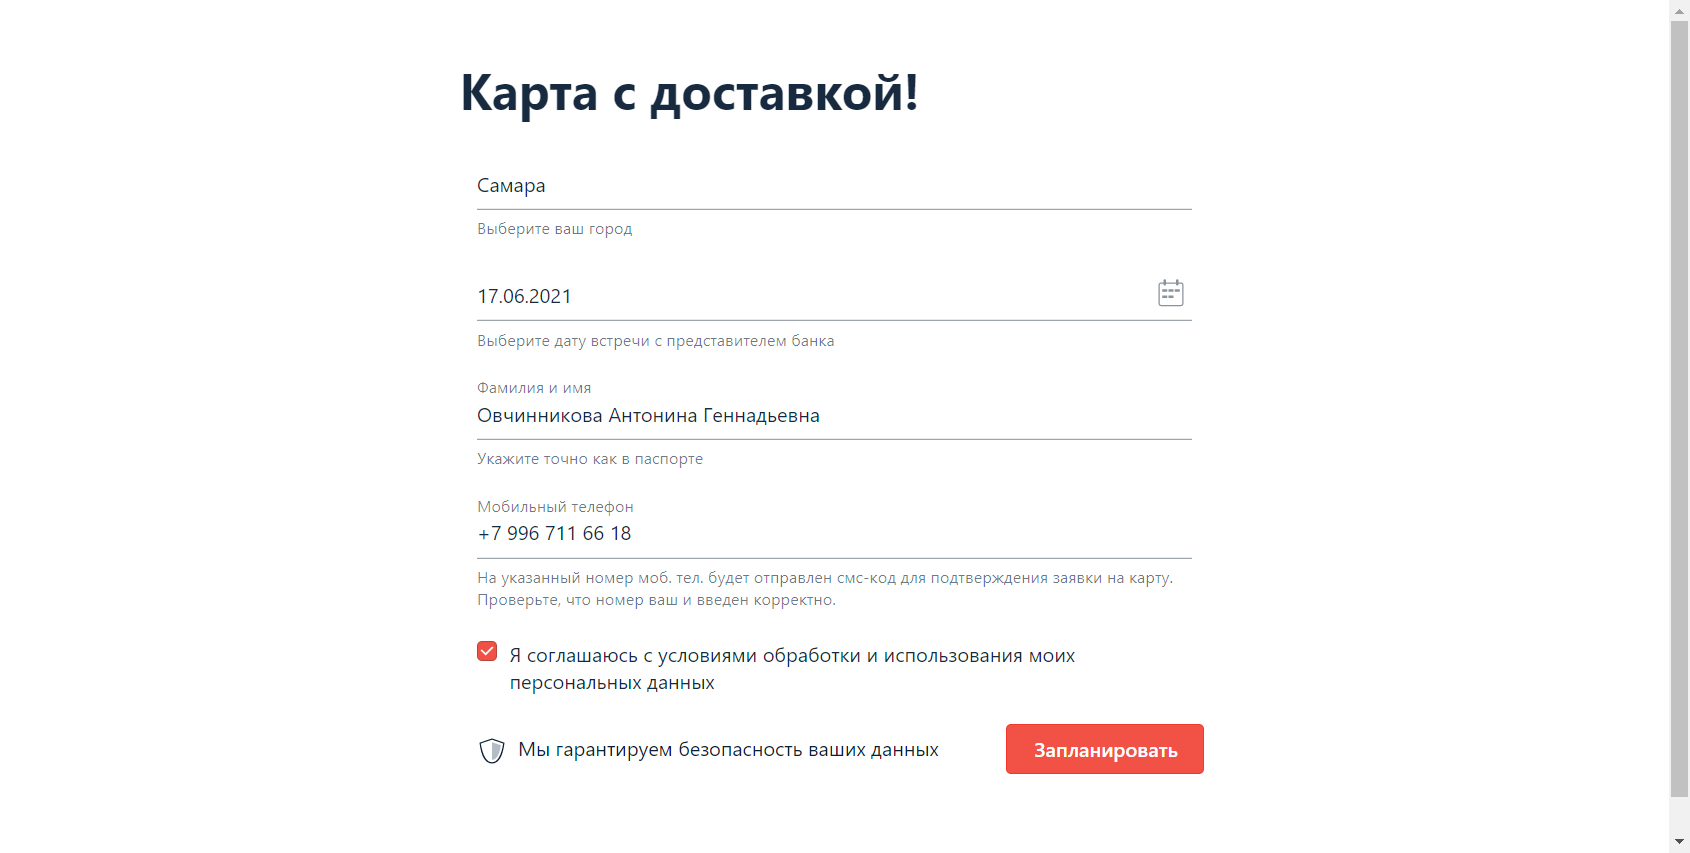 Карта с доставкой!
Самара
Выберите ваш город
17.06.2021
Выберите дату встречи с представителем банка
Фамилия и имя
Овчинникова Антонина Геннадьевна
Укажите точно как в паспорте
Мобильный телефон
+7 996 711 66 18
На указанный номер моб. тел. будет отправлен смс-код для подтверждения заявки на карту.
Проверьте, что номер ваш и введен корректно.
Я соглашаюсь с условиями обработки и использования моих
персональных данных
Мы гарантируем безопасность ваших данных
Запланировать